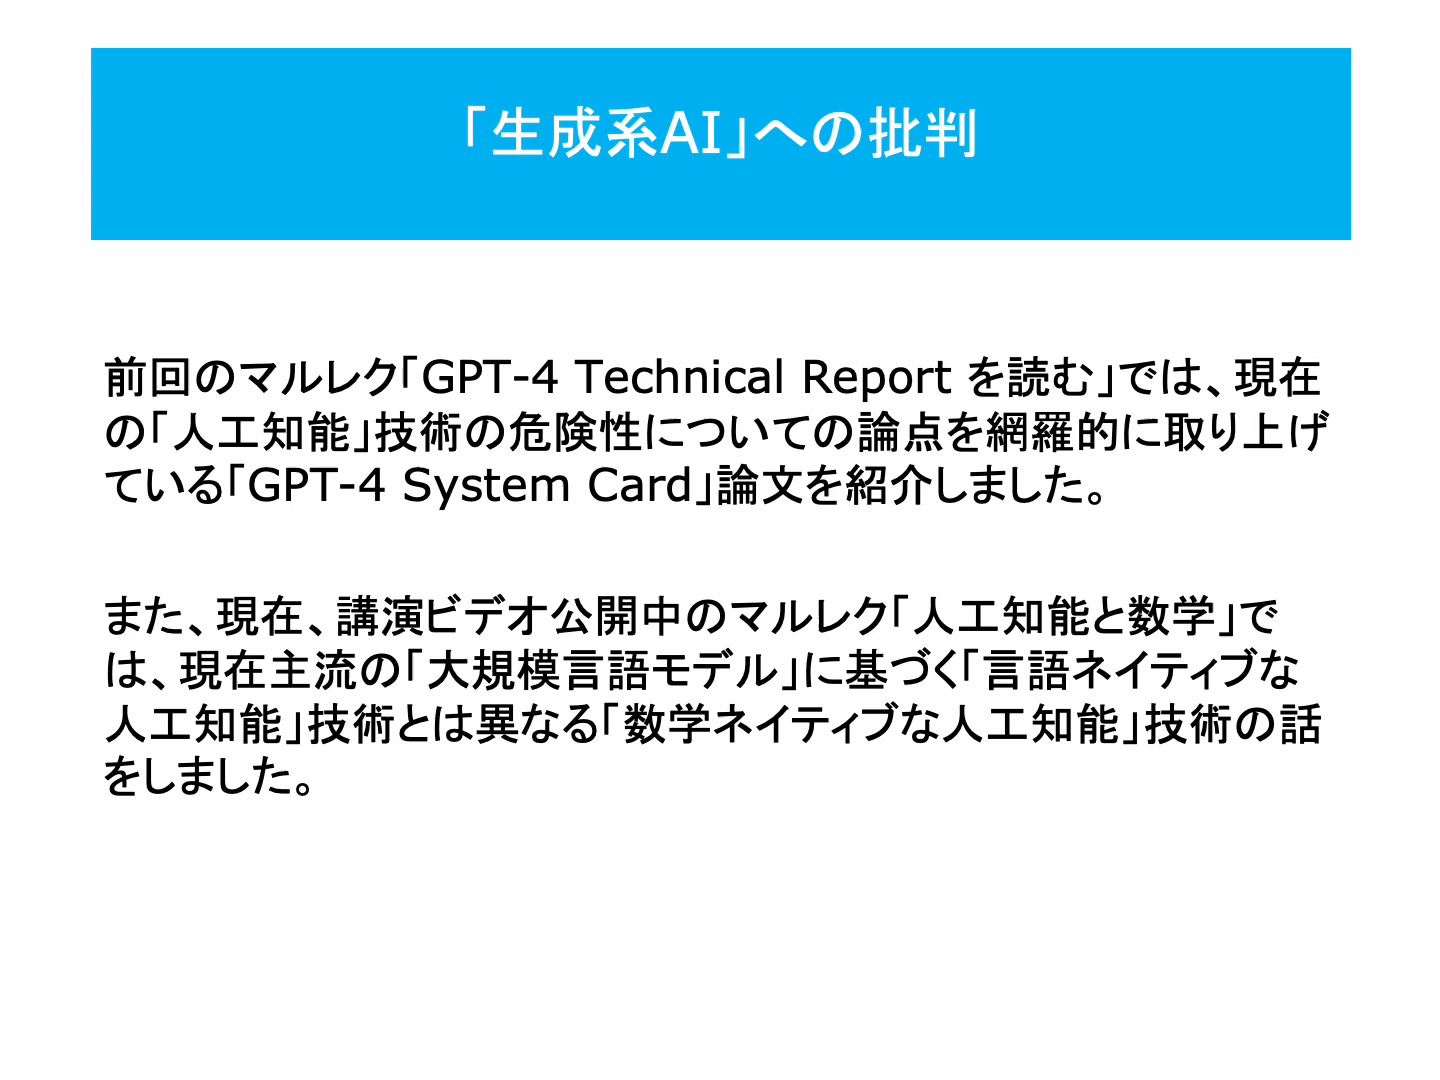 「生成系AI」への批判
前回のマルレク「GPT-4 Technical Report を読む」では、現在
の「人工知能」技術の危険性についての論点を網羅的に取り上げ
ている「GPT-4 System Card」論文を紹介しました。
また、現在、講演ビデオ公開中のマルレク「人工知能と数学」で
は、現在主流の「大規模言語モデル」に基づく「言語ネイティブな
人工知能」技術とは異なる「数学ネイティブな人工知能」技術の話
をしました。